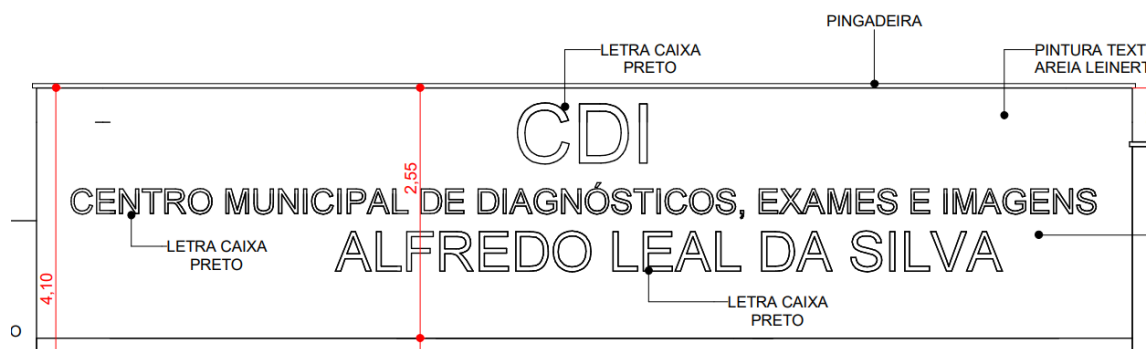 PINGADEIRA
LETRA CAIXA
PRETO
PINTURA TEXT
AREIA LEINERT
CDI
2,55
CENTRO MUNICIPAL DE DIAGNÓSTICOS, EXAMES E IMAGENS
LETRA CAIXA
PRETO
ALFREDO LEAL DA SILVA
4,10
LETRA CAIXA
PRETO
O